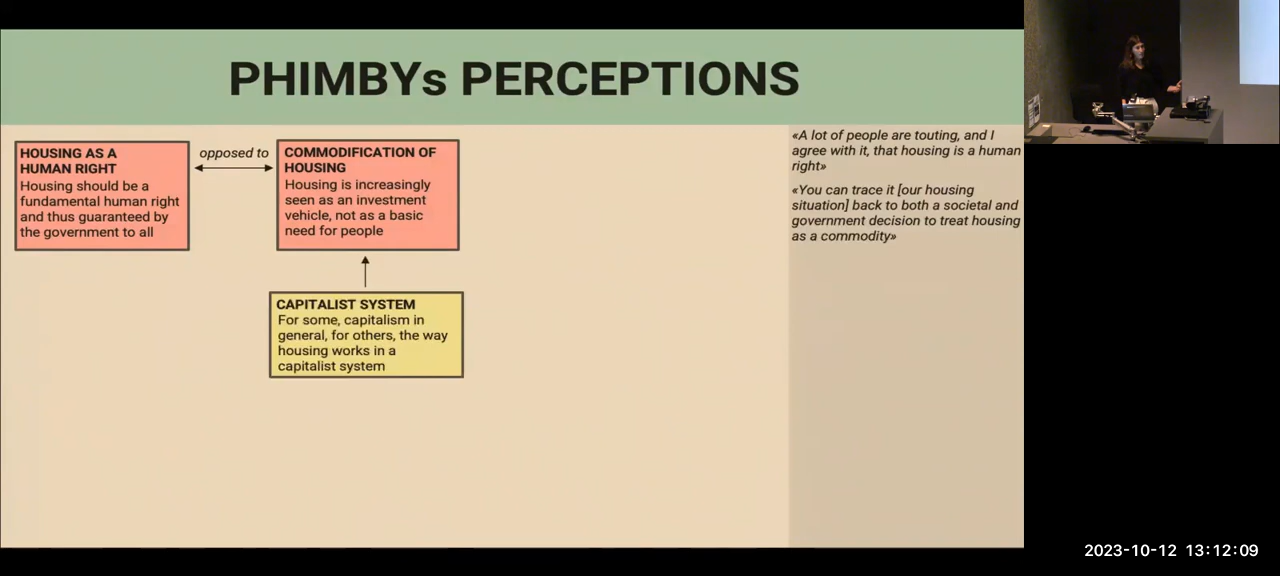 PHIMBYs PERCEPTIONS
HOUSING AS A
HUMAN RIGHT
Housing should be a
fundamental human right
and thus guaranteed by
the government to all
opposed to
COMMODIFICATION OF
HOUSING
Housing is increasingly
seen as an investment
vehicle, not as a basic
need for people
CAPITALIST SYSTEM
For some, capitalism in
general, for others, the way
housing works in a
capitalist system
«A lot of people are touting, and I
agree with it, that housing is a human
right»
«You can trace it [our housing
situation] back to both a societal and
government decision to treat housing
as a commodity»
2023-10-12 13:12:09